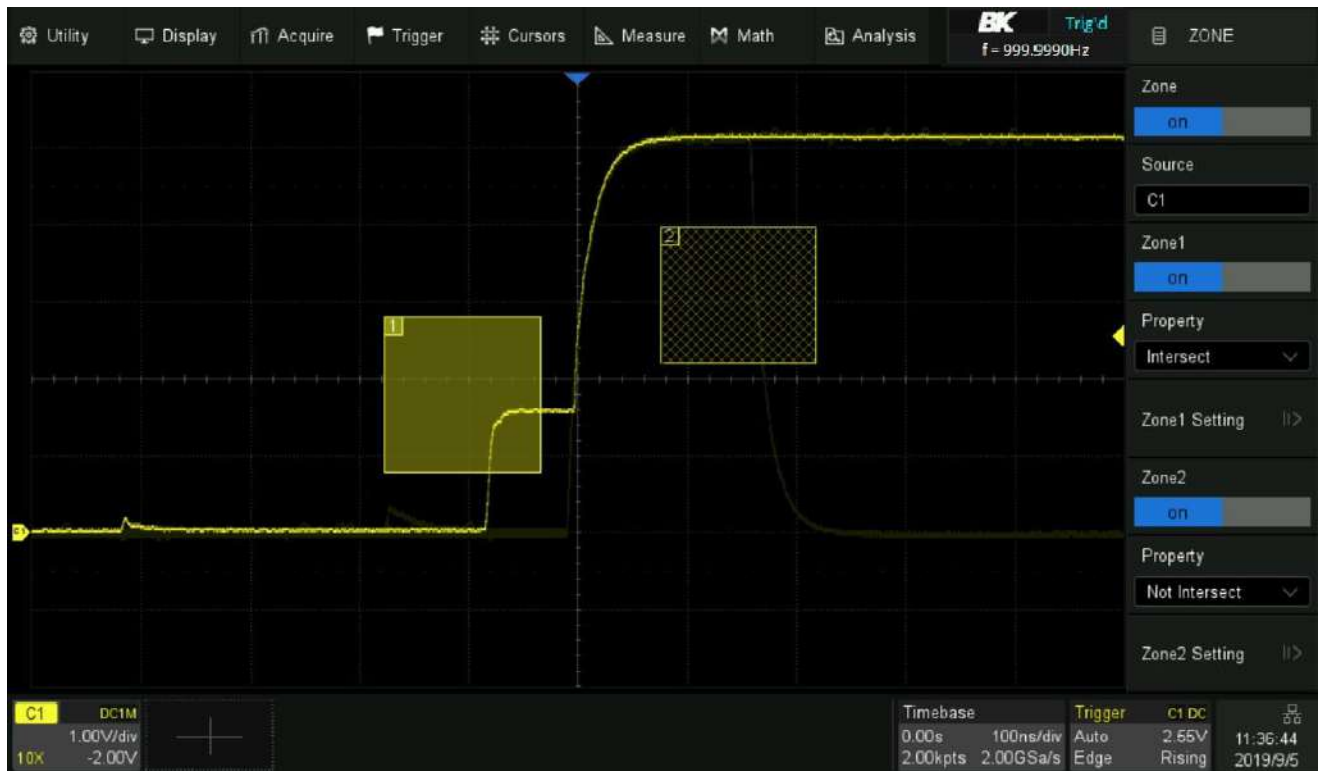 Utility Display Acquire Trigger Cursors Measure Math Analysis BK Trig'd ZONE
f = 999.9990Hz
Zone
on
Source
C1
Zone1
on
Property
Intersect
Zone1 Setting
Zone2
on
Property
Not Intersect
Zone2 Setting
2
1
C1
C1 DC1M
1.00V/div
10X -2.00V
Timebase
0.00s 100ns/div
2.00kpts 2.00GSa/s
Trigger C1 DC
Auto 2.55V
Edge Rising
11:36:44
2019/9/5